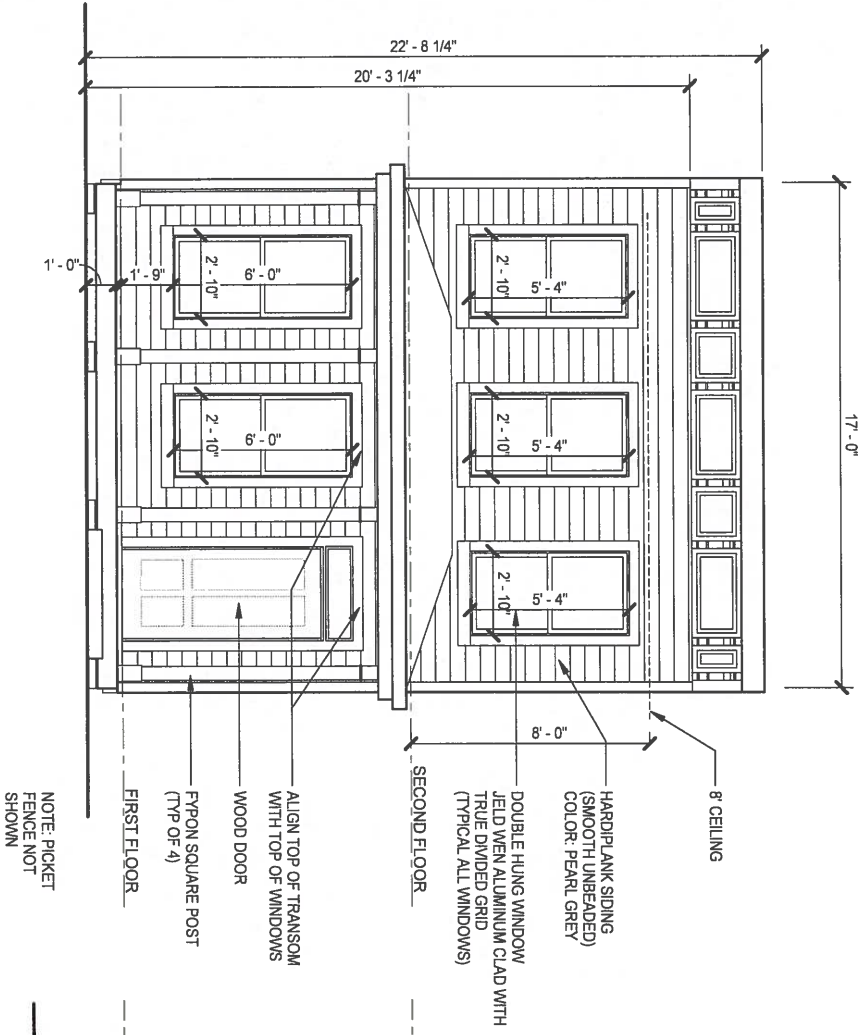 22' - 8 1/4"
20' - 3 1/4"
17' - 0"
1' - 0"
1' - 9"
2' - 10"
6' - 0"
2' - 10"
5' - 4"
2' - 10"
6' - 0"
2' - 10"
5' - 4"
2' - 10"
5' - 4"
8' - 0"
8' CEILING
HARDIPLANK SIDING
(SMOOTH UNBEADED)
COLOR: PEARL GREY
DOUBLE HUNG WINDOW
JELD WEN ALUMINUM CLAD WITH
TRUE DIVIDED GRID
(TYPICAL ALL WINDOWS)
SECOND FLOOR
ALIGN TOP OF TRANSOM
WITH TOP OF WINDOWS
WOOD DOOR
FYPON SQUARE POST
(TYP OF 4)
FIRST FLOOR
NOTE: PICKET
FENCE NOT
SHOWN